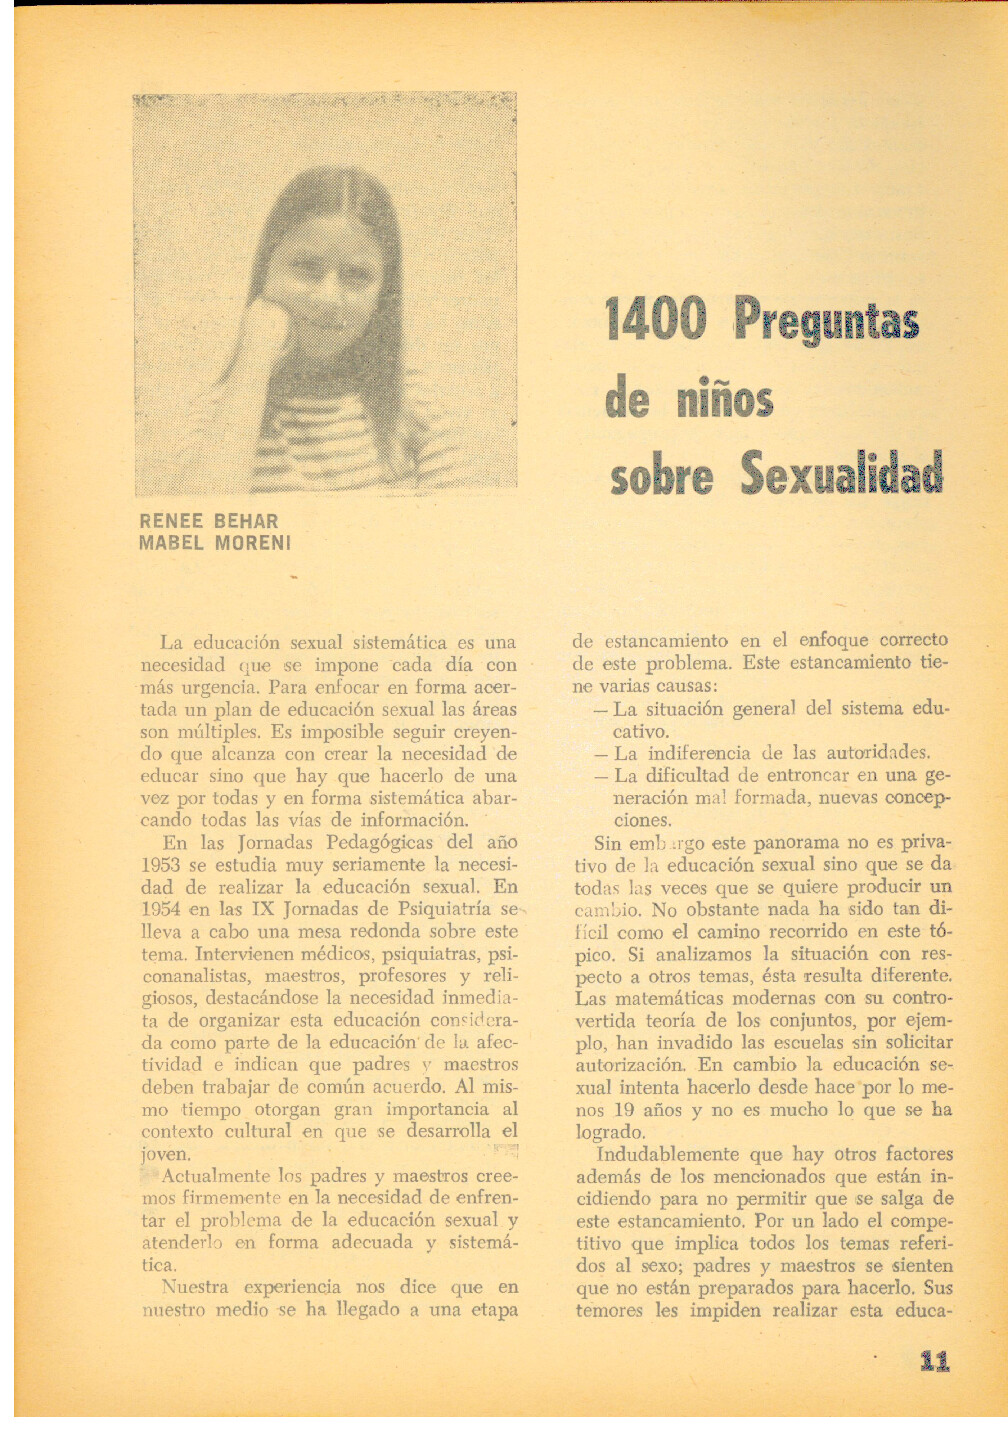 1400 Preguntas
de niños
sobre Sexualidad
RENEE BEHAR
MABEL MORENI
La educación sexual sistemática es una
necesidad que se impone cada día con
más urgencia. Para enfocar en forma acer-
tada un plan de educación sexual las áreas
son múltiples. Es imposible seguir creyen-
do que alcanza con crear la necesidad de
educar sino que hay que hacerlo de una
vez por todas y en forma sistemática abar-
cando todas las vías de información.
En las Jornadas Pedagógicas del año
1953 se estudia muy seriamente la necesi-
dad de realizar la educación sexual. En
1954 en las IX Jornadas de Psiquiatría se
lleva a cabo una mesa redonda sobre este
tema. Intervienen médicos, psiquiatras, psi-
conanalistas, maestros, profesores y reli-
giosos, destacándose la necesidad inmedia-
ta de organizar esta educación considera-
da como parte de la educación de la afec-
tividad e indican que padres y maestros
deben trabajar de común acuerdo. Al mis-
mo tiempo otorgan gran importancia al
contexto cultural en que se desarrolla el
joven.
Actualmente los padres y maestros cree-
mos firmemente en la necesidad de enfren-
tar el problema de la educación sexual y
atenderlo en forma adecuada y sistemá-
tica.
Nuestra experiencia nos dice que en
nuestro medio se ha llegado a una etapa
de estancamiento en el enfoque correcto
de este problema. Este estancamiento tie-
ne varias causas:
— La situación general del sistema edu-
cativo.
— La indiferencia de las autoridades.
— La dificultad de entroncar en una ge-
neración mal formada, nuevas concep-
ciones.
Sin embargo este panorama no es priva-
tivo de la educación sexual sino que se da
todas las veces que se quiere producir un
cambio. No obstante nada ha sido tan di-
fícil como el camino recorrido en este tó-
pico. Si analizamos la situación con res-
pecto a otros temas, ésta resulta diferente.
Las matemáticas modernas con su contro-
vertida teoría de los conjuntos, por ejem-
plo, han invadido las escuelas sin solicitar
autorización. En cambio la educación se-
xual intenta hacerlo desde hace por lo me-
nos 19 años y no es mucho lo que se ha
logrado.
Indudablemente que hay otros factores
además de los mencionados que están in-
cidiendo para no permitir que se salga de
este estancamiento. Por un lado el compe-
titivo que implica todos los temas referi-
dos al sexo; padres y maestros se sienten
que no están preparados para hacerlo. Sus
temores les impiden realizar esta educa-
11